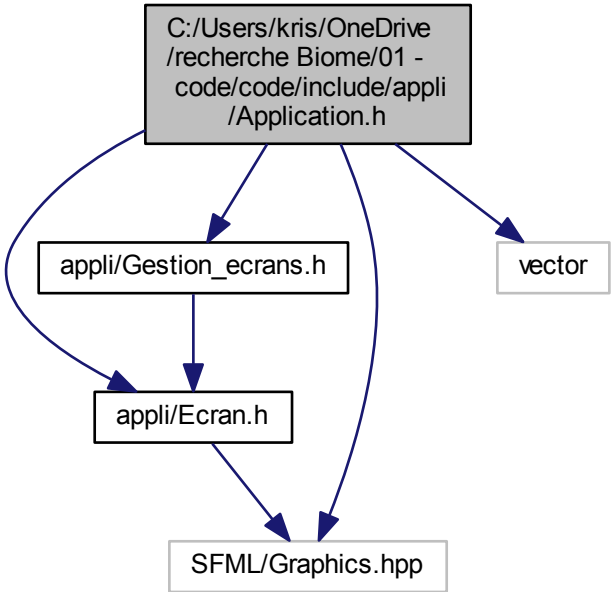 C:/Users/kris/OneDrive
/recherche Biome/01 -
code/code/include/appli
/Application.h
appli/Gestion_ecrans.h
vector
appli/Ecran.h
SFML/Graphics.hpp